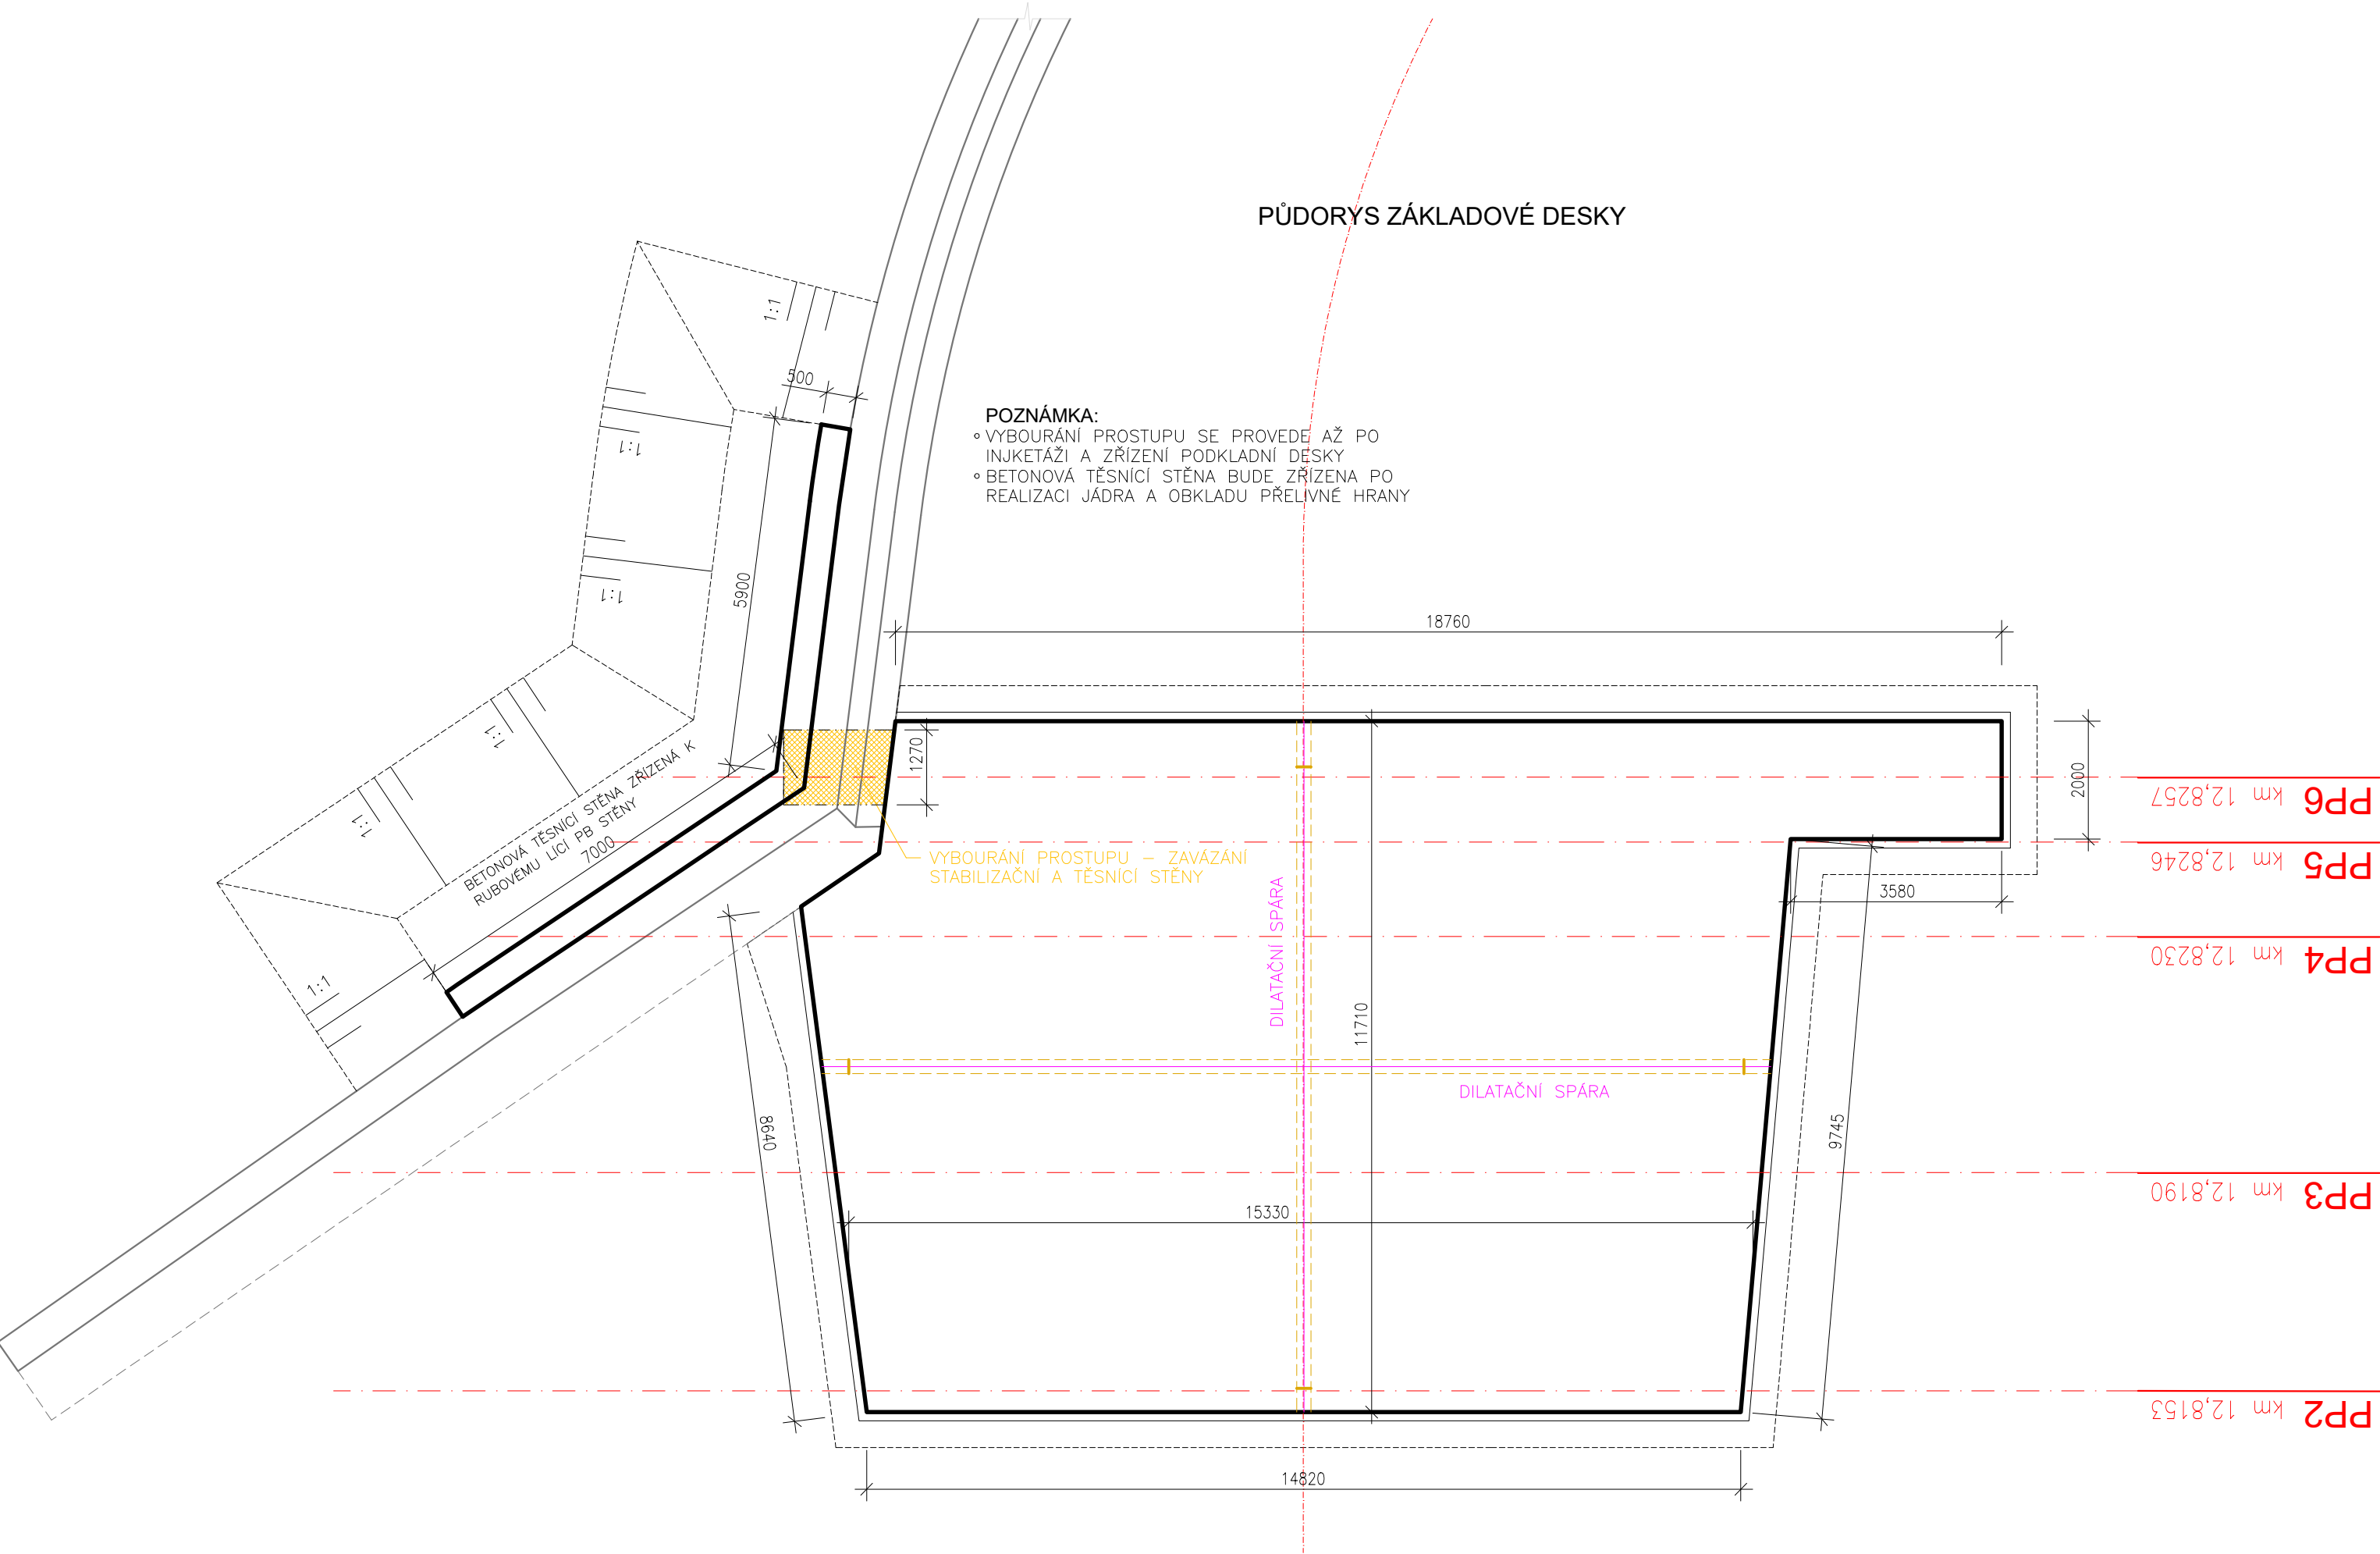 PŮDORYS ZÁKLADOVÉ DESKY
1:1
500
POZNÁMKA:
VYBOURÁNÍ PROSTUPU SE PROVEDE AŽ PO
INJKETÁŽI A ZŘÍZENÍ PODKLADNÍ DESKY
BETONOVÁ TĚSNÍCÍ STĚNA BUDE ZŘÍZENA PO
REALIZACI JÁDRA A OBKLADU PŘELIVNÉ HRANY
1:1
1:1
5900
18760
1:1
1:1
1:1
BETONOVÁ TĚSNÍCÍ STĚNA ZŘÍZENÁ K
RUBOVÉMU LÍCI PB STĚNY
7000
1270
2000
PP6 km 12,8257
VYBOURÁNÍ PROSTUPU – ZAVÁZÁNÍ
STABILIZAČNÍ A TĚSNÍCÍ STĚNY
PP5 km 12,8246
3580
DILATAČNÍ SPÁRA
PP4 km 12,8230
11710
DILATAČNÍ SPÁRA
8640
9745
PP3 km 12,8190
15330
PP2 km 12,8153
14820